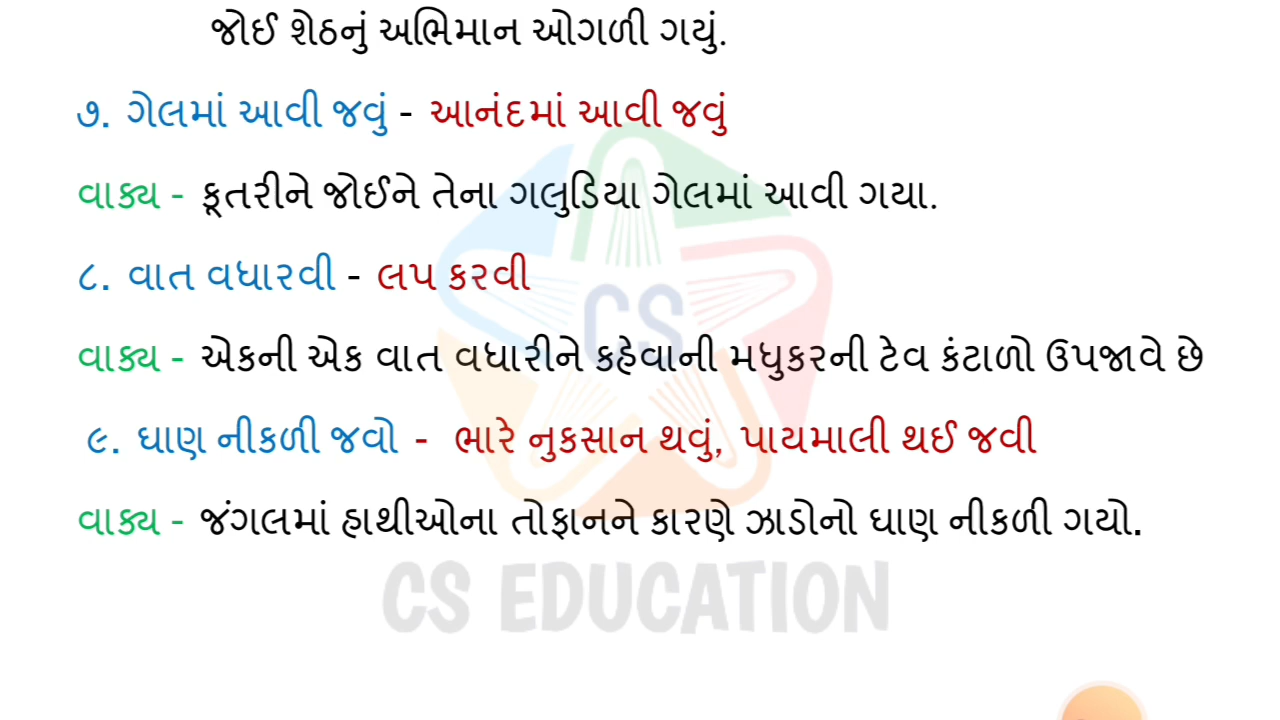 જોઈ શેઠનું અભિમાન ઓગળી ગયું.
૭. ગેલમાં આવી જવું - આનંદમાં આવી જવું
વાક્ય - કૂતરીને જોઈને તેના ગલુડિયા ગેલમાં આવી ગયા.
૮. વાત વધારવી - લપ કરવી
વાક્ય - એકની એક વાત વધારીને કહેવાની મધુકરની ટેવ કંટાળો ઉપજાવે છે
૯. ઘાણ નીકળી જવો - ભારે નુકસાન થવું, પાયમાલી થઈ જવી
વાક્ય - જંગલમાં હાથીઓના તોફાનને કારણે ઝાડોનો ઘાણ નીકળી ગયો.
CS
CS EDUCATION